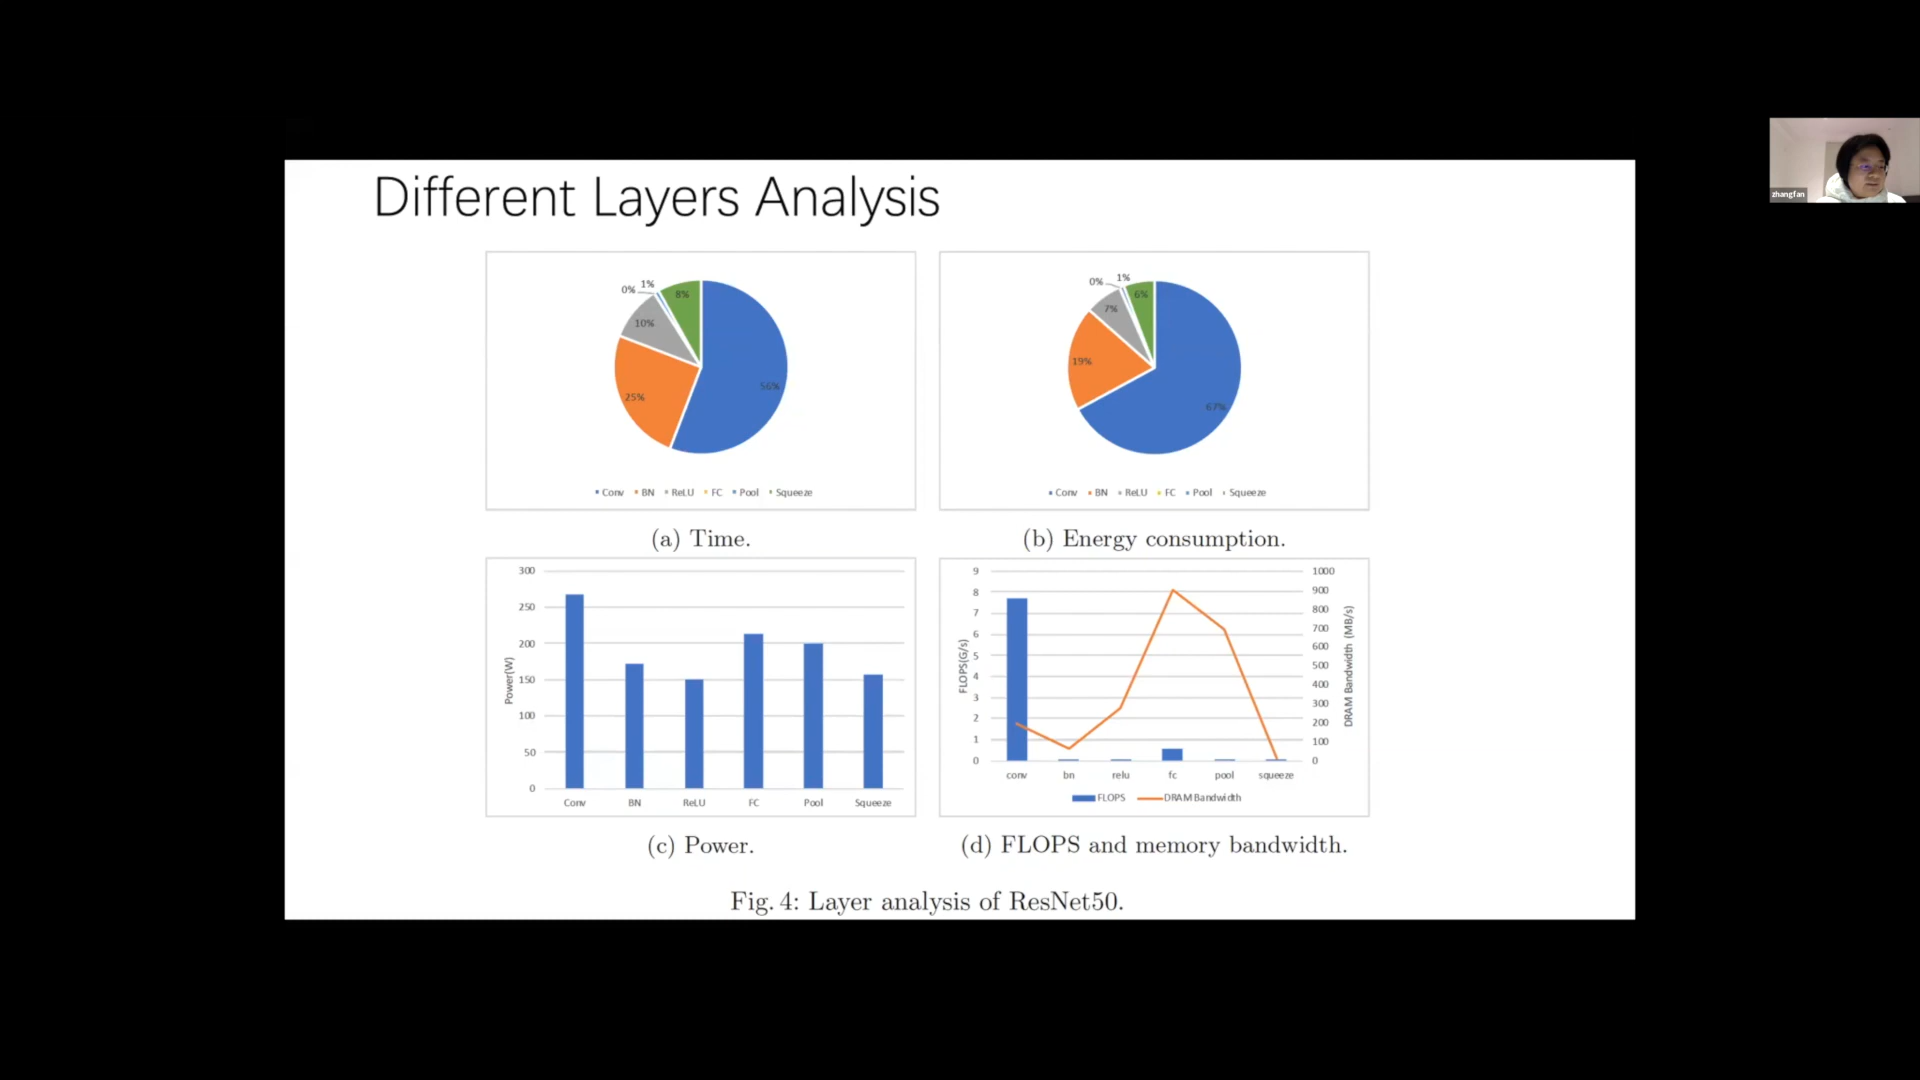 Different Layers Analysis
zhangfan
0% 1% 8%
10%
56%
25%
Conv BN ReLU FC Pool Squeeze
(a) Time.
0% 1% 6%
7%
19%
67%
Conv BN ReLU FC Pool Squeeze
(b) Energy consumption.
300
250
200
150
100
50
0
Power(W)
Conv BN ReLU FC Pool Squeeze
(c) Power.
9
8
7
6
5
4
3
2
1
0
FLOPS(G/s)
1000
900
800
700
600
500
400
300
200
100
0
DRAM Bandwidth (MB/s)
conv bn relu fc pool squeeze
FLOPS DRAM Bandwidth
(d) FLOPS and memory bandwidth.
Fig. 4: Layer analysis of ResNet50.